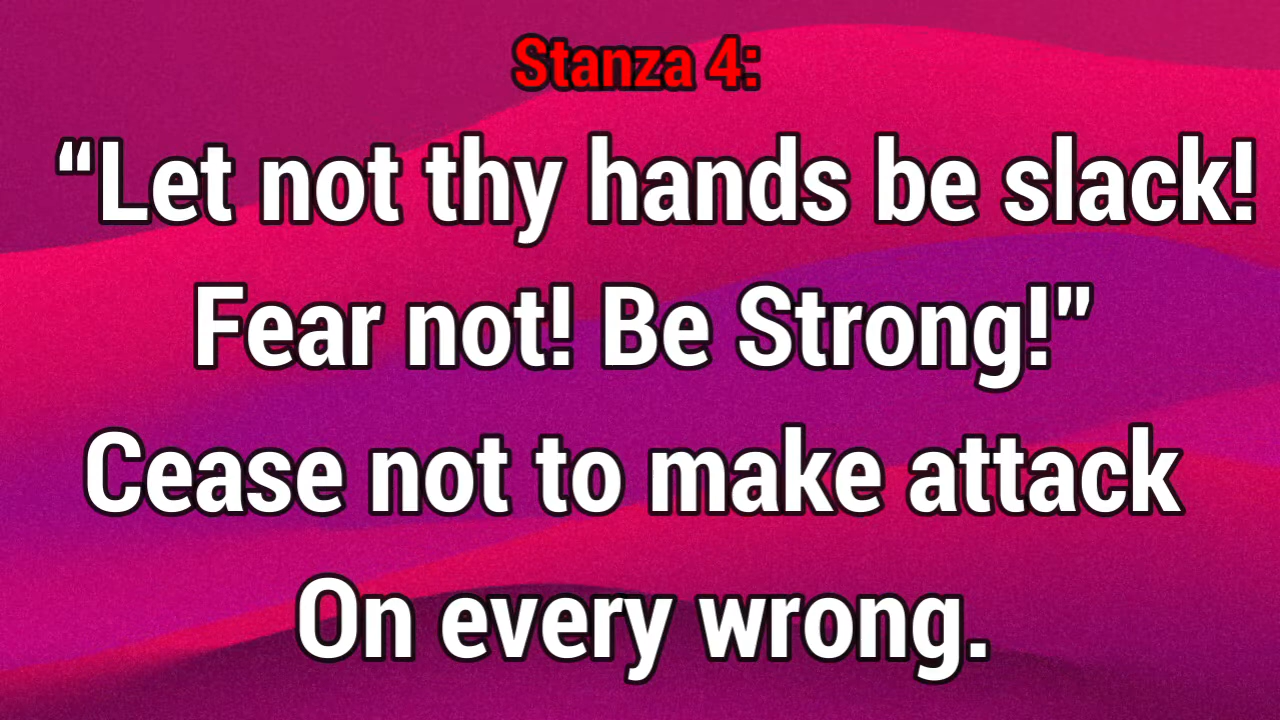 Stanza 4:
“Let not thy hands be slack!
Fear not! Be Strong!”
Cease not to make attack
On every wrong.